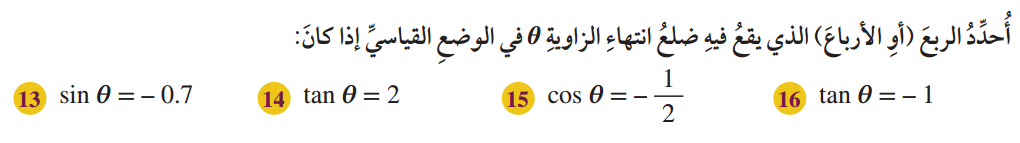 أُحدِّدُ الربعَ (أوِ الأرباعَ) الذي يقعُ فيهِ ضلعُ انتهاءِ الزاويةِ θ في الوضعِ القياسيِّ إذا كانَ:
13 sin θ = − 0.7 14 tan θ = 2 15 cos θ = − 1/2 16 tan θ = − 1